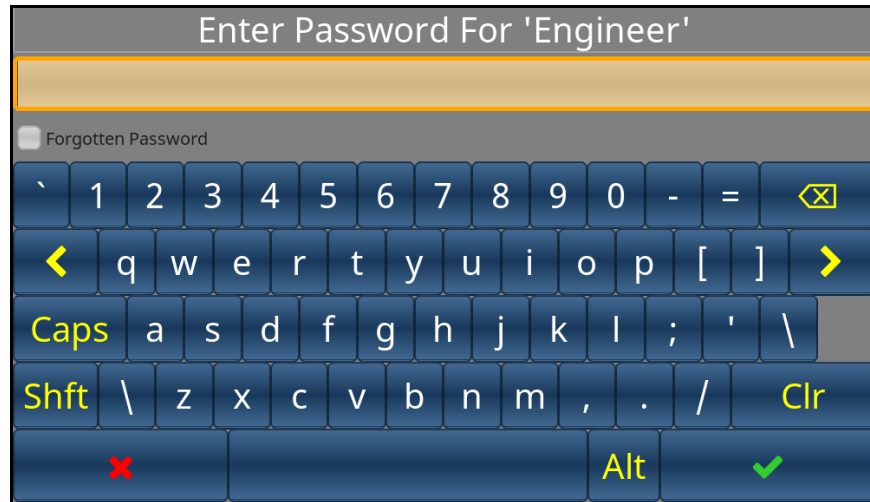 Enter Password For 'Engineer'
Forgotten Password
` 1 2 3 4 5 6 7 8 9 0 - =
q w e r t y u i o p [ ]
Caps a s d f g h j k l ; ' \
Shft \ z x c v b n m , . / Clr
Alt